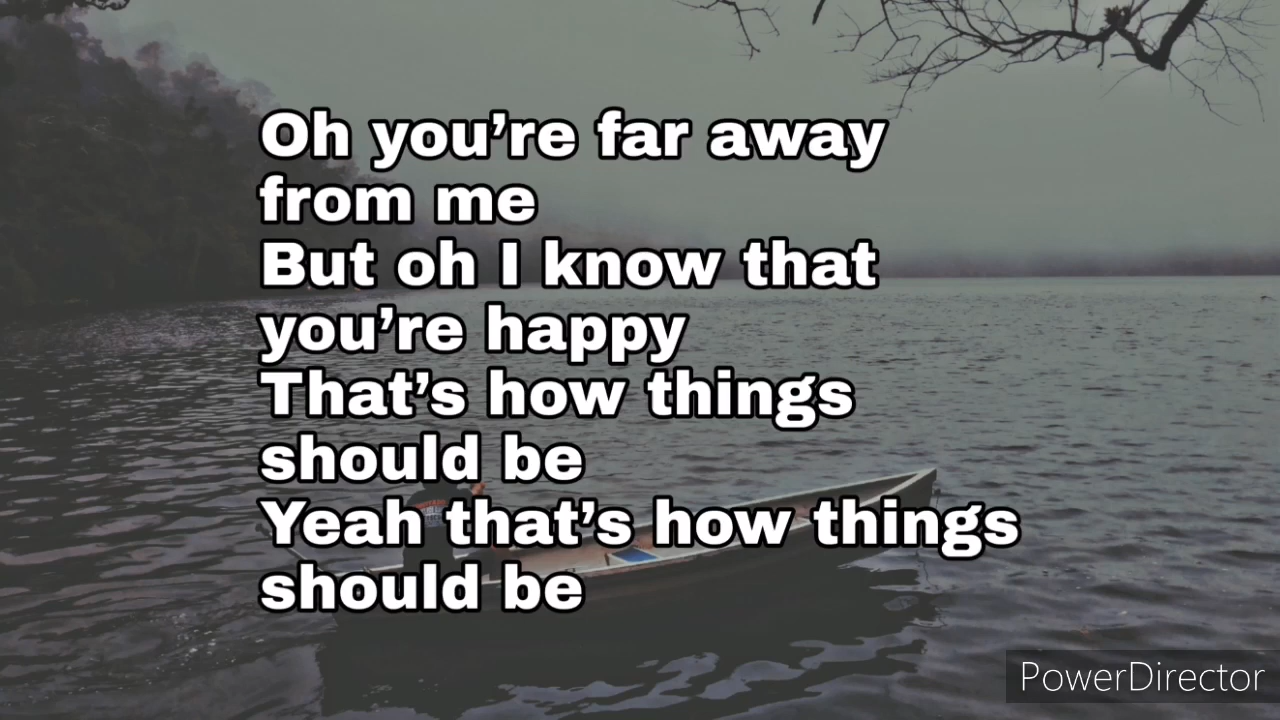 Oh you’re far away
from me
But oh I know that
you’re happy
That’s how things
should be
Yeah that’s how things
should be
PowerDirector